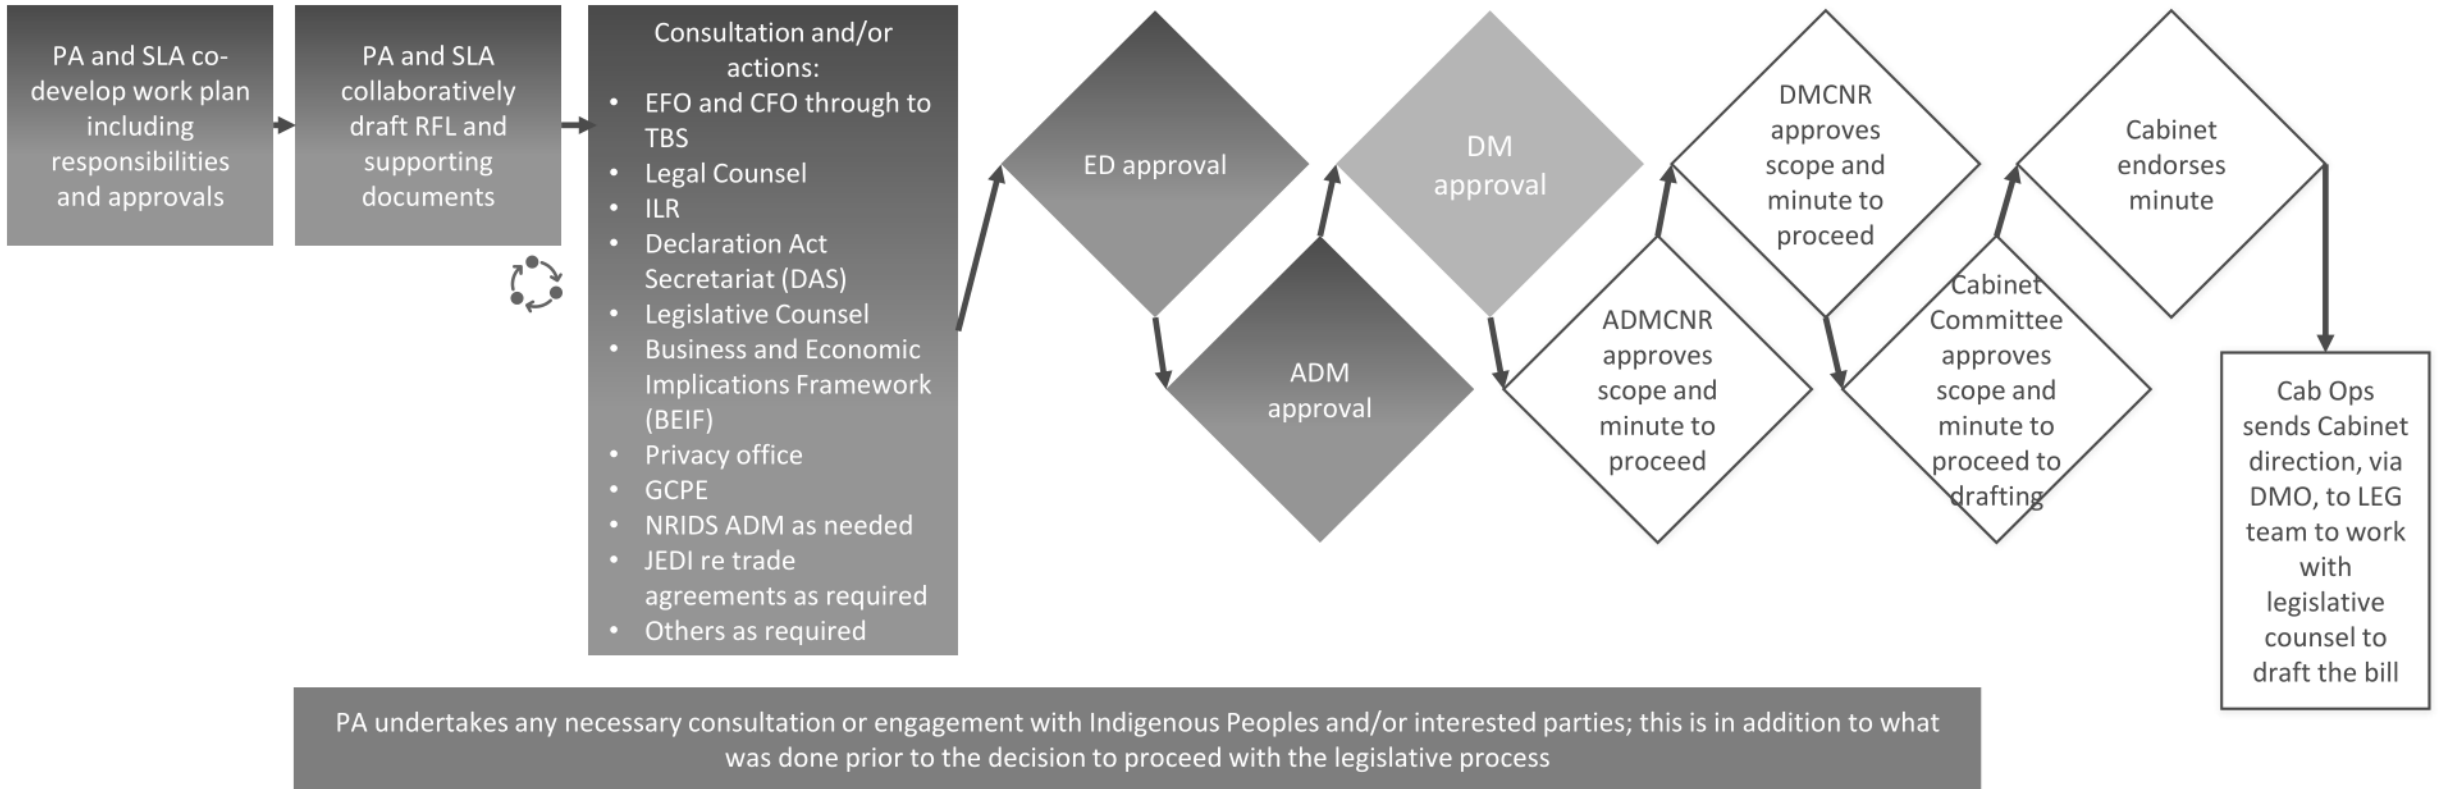 PA and SLA co-
develop work plan
including
responsibilities
and approvals
PA and SLA
collaboratively
draft RFL and
supporting
documents
Consultation and/or
actions:
• EFO and CFO through to
TBS
• Legal Counsel
• ILR
• Declaration Act
Secretariat (DAS)
• Legislative Counsel
• Business and Economic
Implications Framework
(BEIF)
• Privacy office
• GCPE
• NRIDS ADM as needed
• JEDI re trade
agreements as required
• Others as required
ED approval
ADM
approval
DM
approval
ADMCNR
approves
scope and
minute to
proceed
DMCNR
approves
scope and
minute to
proceed
Cabinet
Committee
approves
scope and
minute to
proceed to
drafting
Cabinet
endorses
minute
Cab Ops
sends Cabinet
direction, via
DMO, to LEG
team to work
with
legislative
counsel to
draft the bill
PA undertakes any necessary consultation or engagement with Indigenous Peoples and/or interested parties; this is in addition to what
was done prior to the decision to proceed with the legislative process